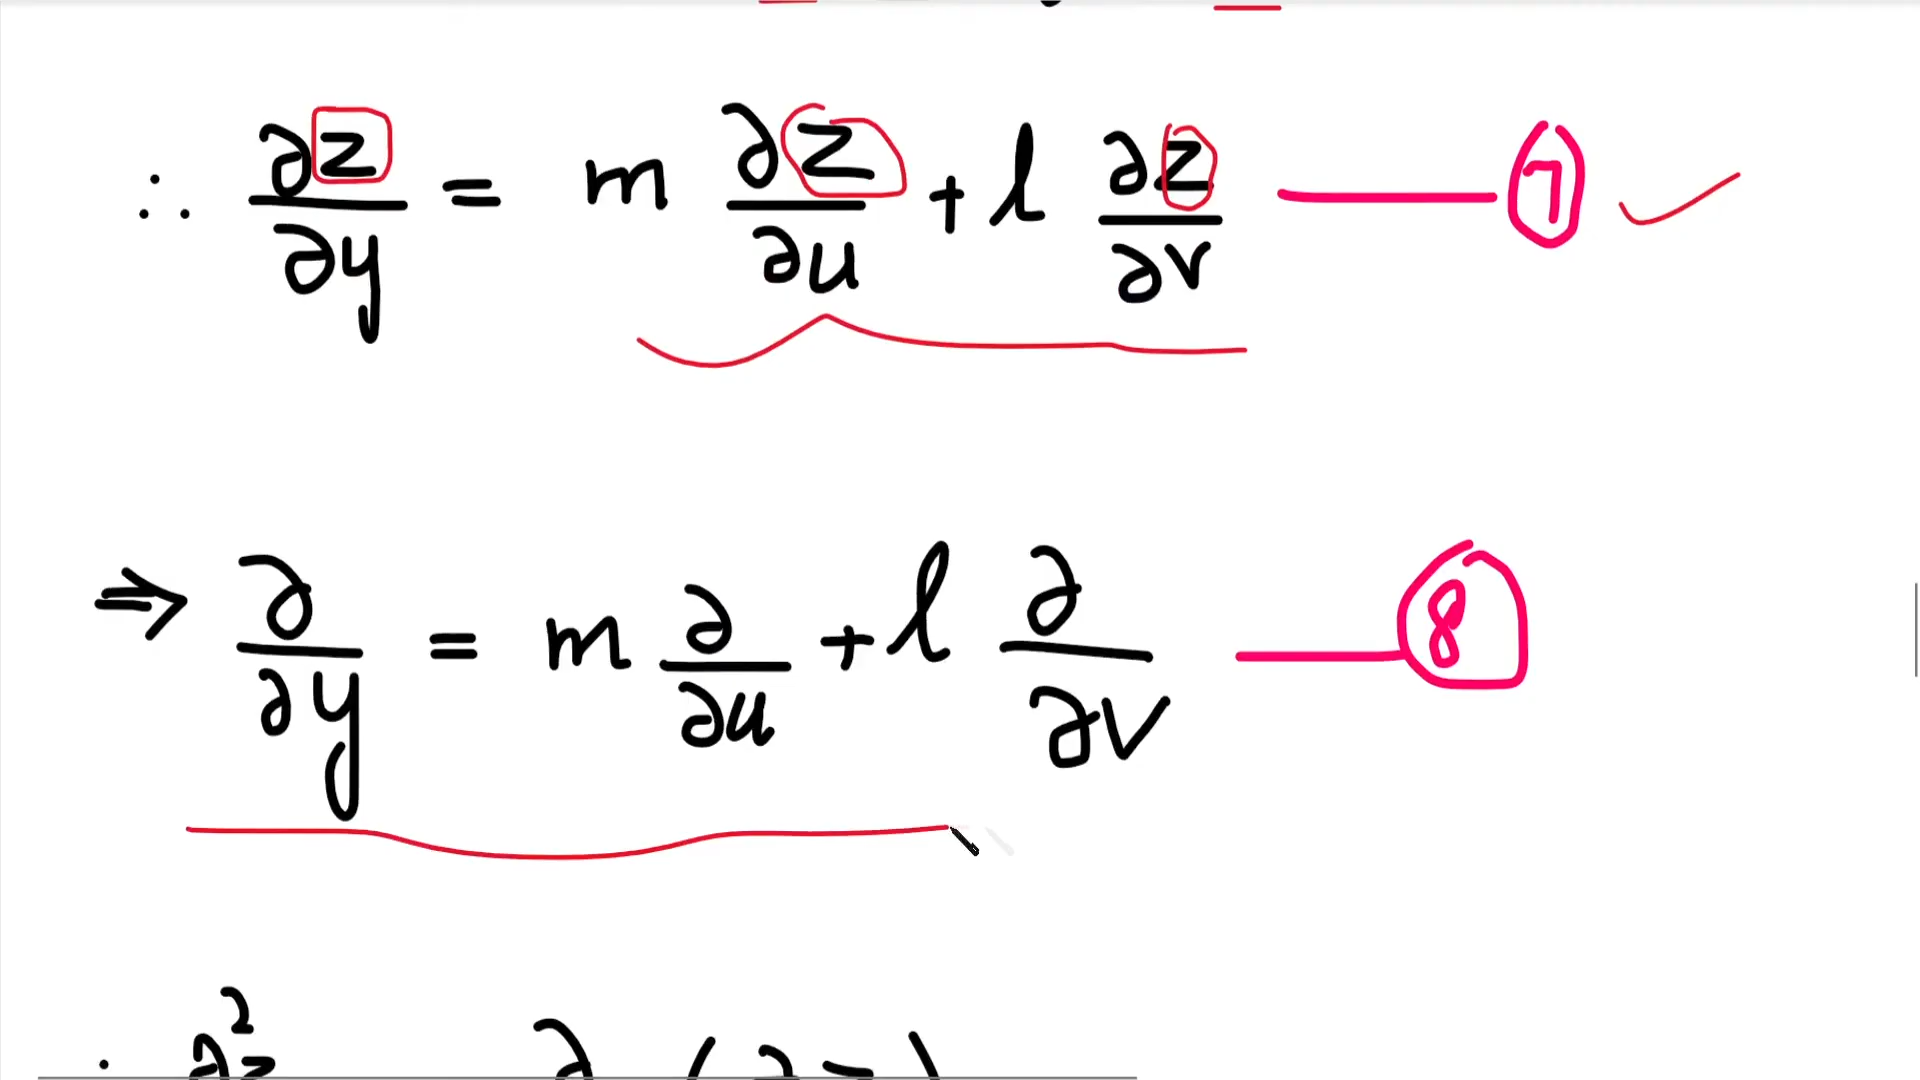 ∴ ∂z/∂y = m ∂z/∂u + l ∂z/∂v —— 7
⇒ ∂/∂y = m ∂/∂u + l ∂/∂v —— 8